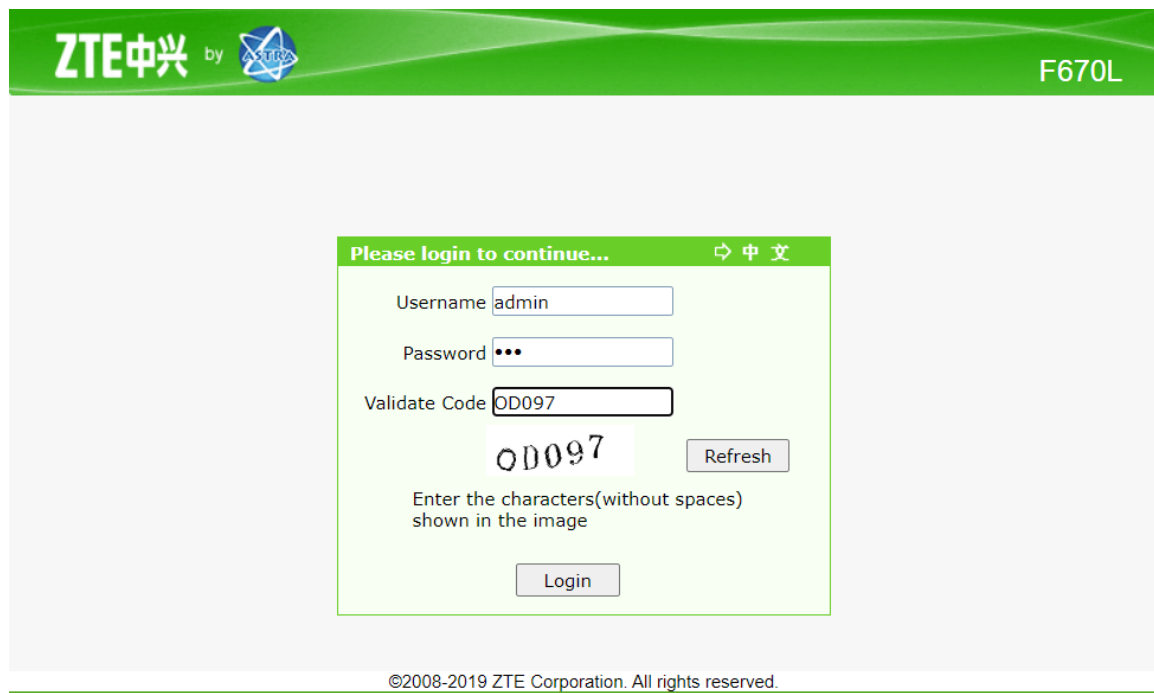 ZTE中兴 by ASTRA
F670L
Please login to continue... ⇨ 中 文
Username admin
Password •••
Validate Code OD097
OD097
Refresh
Enter the characters(without spaces)
shown in the image
Login
©2008-2019 ZTE Corporation. All rights reserved.